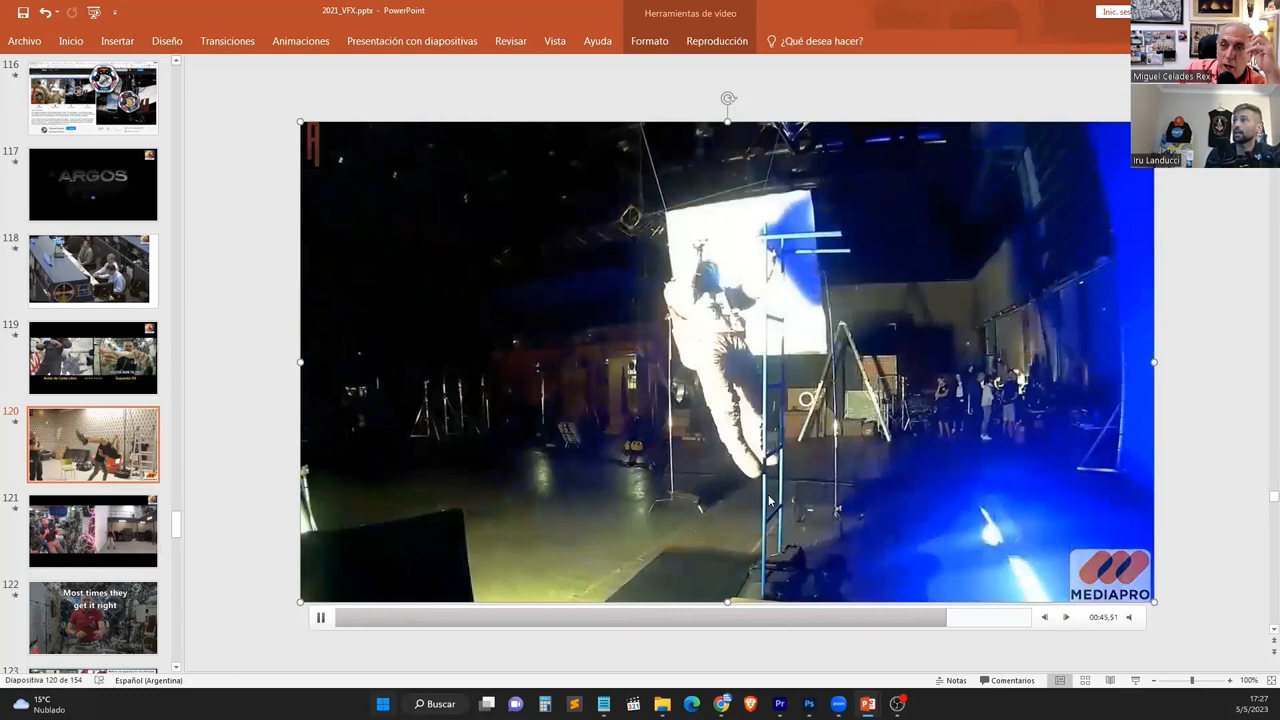 2021_VFX.pptx - PowerPoint
Herramientas de vídeo
Inic. ses
Archivo Inicio Insertar Diseño Transiciones Animaciones Presentación con dia Revisar Vista Ayuda Formato Reproducción ¿Qué desea hacer?
Miguel Celades Rex
Iru Landucci
116
117
ARGOS
118
119
120
121
122
Most times they
get it right
123
MEDIAPRO
00:45,51
Diapositiva 120 de 154 Español (Argentina) Notas Comentarios 100%
15°C
Nublado
Buscar
17:27
5/5/2023